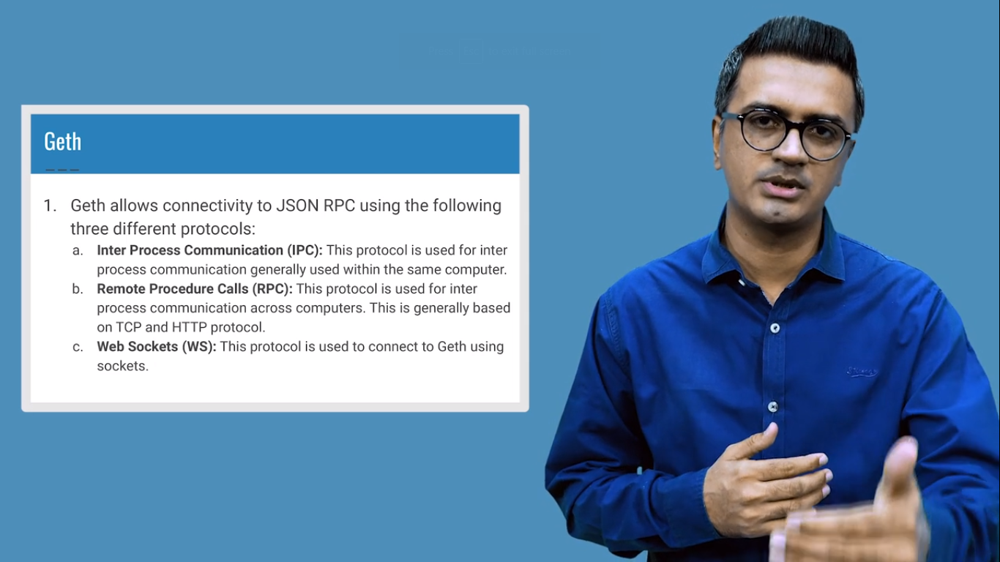 Geth
1. Geth allows connectivity to JSON RPC using the following
three different protocols:
a. Inter Process Communication (IPC): This protocol is used for inter
process communication generally used within the same computer.
b. Remote Procedure Calls (RPC): This protocol is used for inter
process communication across computers. This is generally based
on TCP and HTTP protocol.
c. Web Sockets (WS): This protocol is used to connect to Geth using
sockets.